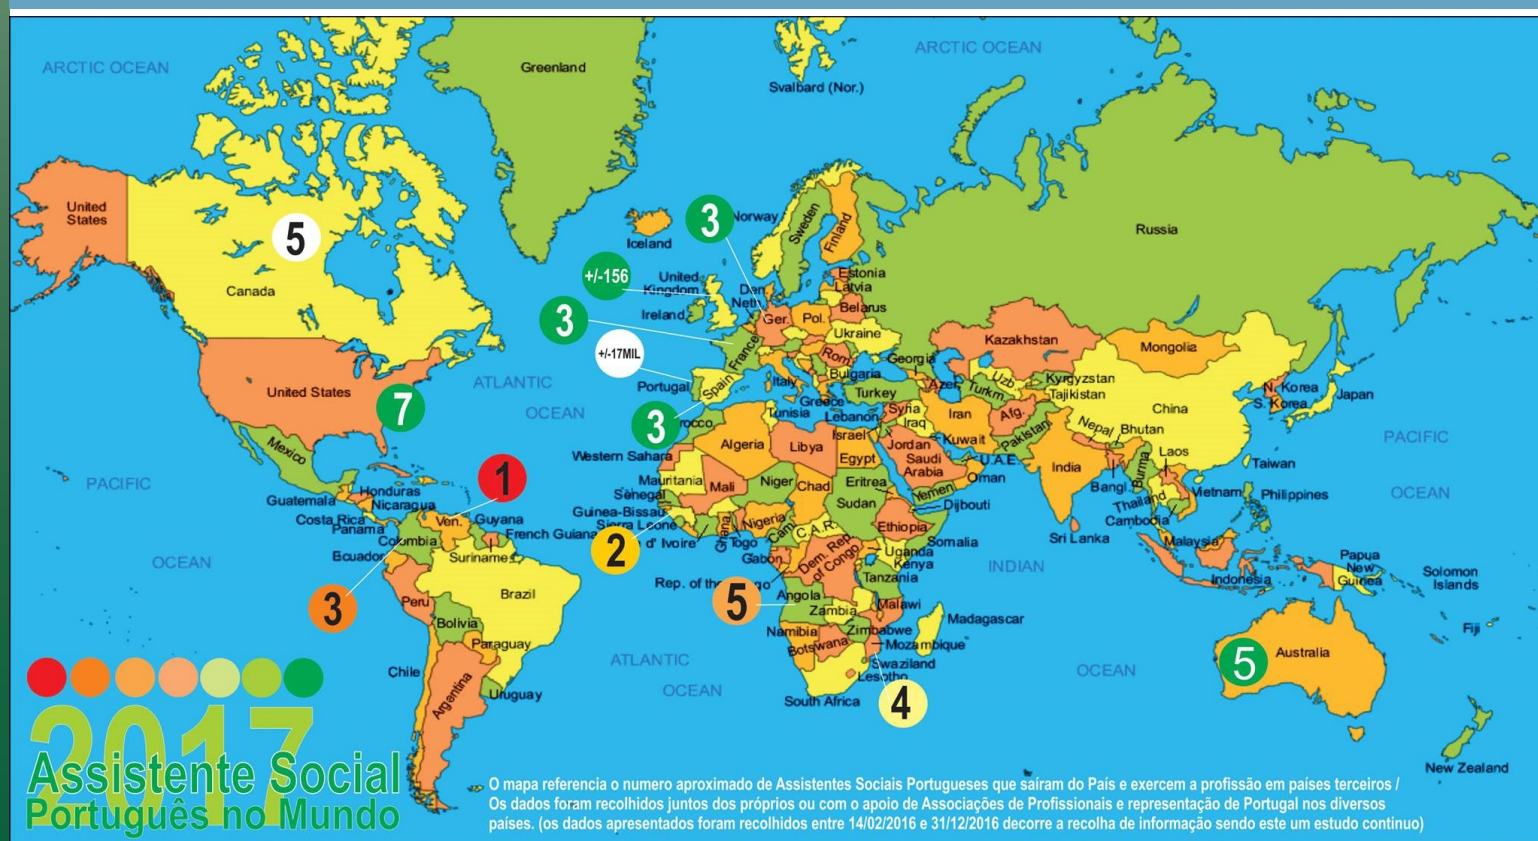 ARCTIC OCEAN
ARCTIC OCEAN
Greenland
Svalbard (Nor.)
United
States
Canada
5
Iceland
3
Norway
Sweden
Finland
Russia
+/-156
United
Kingdom
Ireland
3
+/-17MIL
Den.
Neth.
Estonia
Latvia
Belarus
Ger.
Pol.
Ukraine
France
Rom.
Bulgaria
Italy
Greece
Portugal
Spain
3
rocco
Georgia
Azer.
Turkey
Kazakhstan
Mongolia
Uzb.
Turkm.
Kyrgyzstan
Tajikistan
China
N. Korea
S. Korea
Japan
United States
7
ATLANTIC
OCEAN
Mexico
PACIFIC
OCEAN
Tunisia
Lebanon
Syria
Iraq
Iran
Afg.
Pakistan
Nepal
Bhutan
Algeria
Libya
Israel
Egypt
Jordan
Kuwait
Saudi
Arabia
U.A.E.
Oman
Yemen
India
Bangl.
Burma
Laos
Thailand
Vietnam
Cambodia
Taiwan
Philippines
PACIFIC
OCEAN
Western Sahara
Mauritania
Mali
Niger
Chad
Sudan
Eritrea
Djibouti
Senegal
Guinea-Bissau
Sierra Leone
d' Ivoire
2
Ghana
Togo
Nigeria
Cam.
C.A.R.
Ethiopia
Somalia
Guatemala
Honduras
Nicaragua
Costa Rica
Panama
1
Ven.
Guyana
French Guiana
Suriname
Columbia
Ecuador
3
Peru
Brazil
Bolivia
Paraguay
Chile
Argentina
Uruguay
Gabon
Rep. of the
go
Dem. Rep.
of Congo
Uganda
Kenya
Tanzania
5
Angola
Zambia
Malawi
Namibia
Botswana
Zimbabwe
Mozambique
Madagascar
Swaziland
Lesotho
South Africa
4
ATLANTIC
OCEAN
INDIAN
OCEAN
Sri Lanka
Malaysia
Indonesia
Papua
New
Guinea
Solomon
Islands
Fiji
5
Australia
New Zealand
2017
Assistente Social
Português no Mundo
O mapa referencia o numero aproximado de Assistentes Sociais Portugueses que saíram do País e exercem a profissão em países terceiros /
Os dados foram recolhidos juntos dos próprios ou com o apoio de Associações de Profissionais e representação de Portugal nos diversos
países. (os dados apresentados foram recolhidos entre 14/02/2016 e 31/12/2016 decorre a recolha de informação sendo este um estudo continuo)